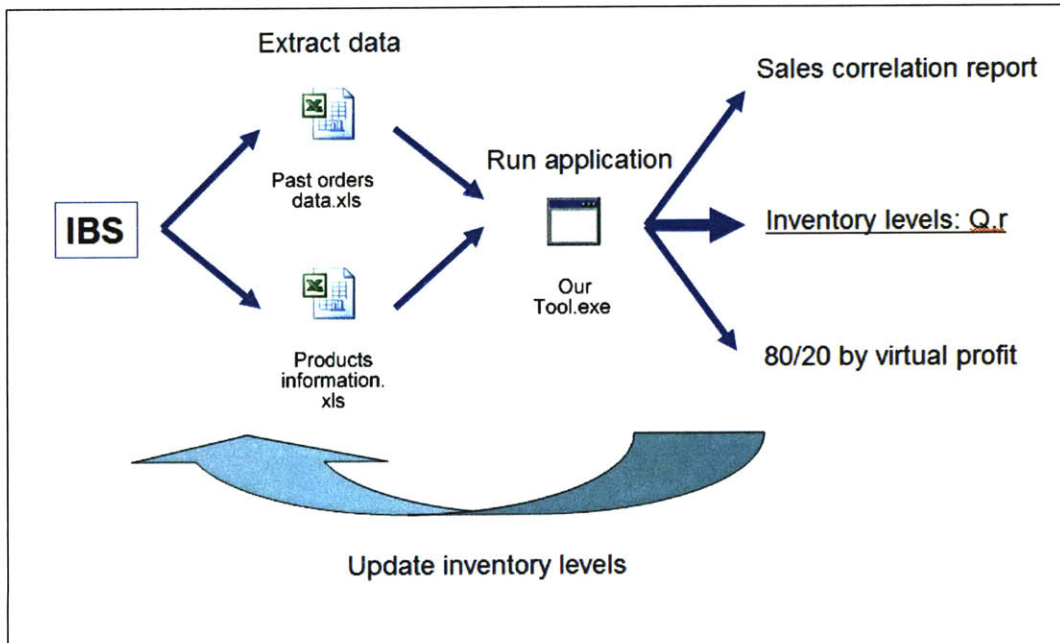 Extract data
Sales correlation report
Past orders
data.xls
Run application
IBS
Inventory levels: Q,r
Our
Tool.exe
Products
information.
xls
80/20 by virtual profit
Update inventory levels